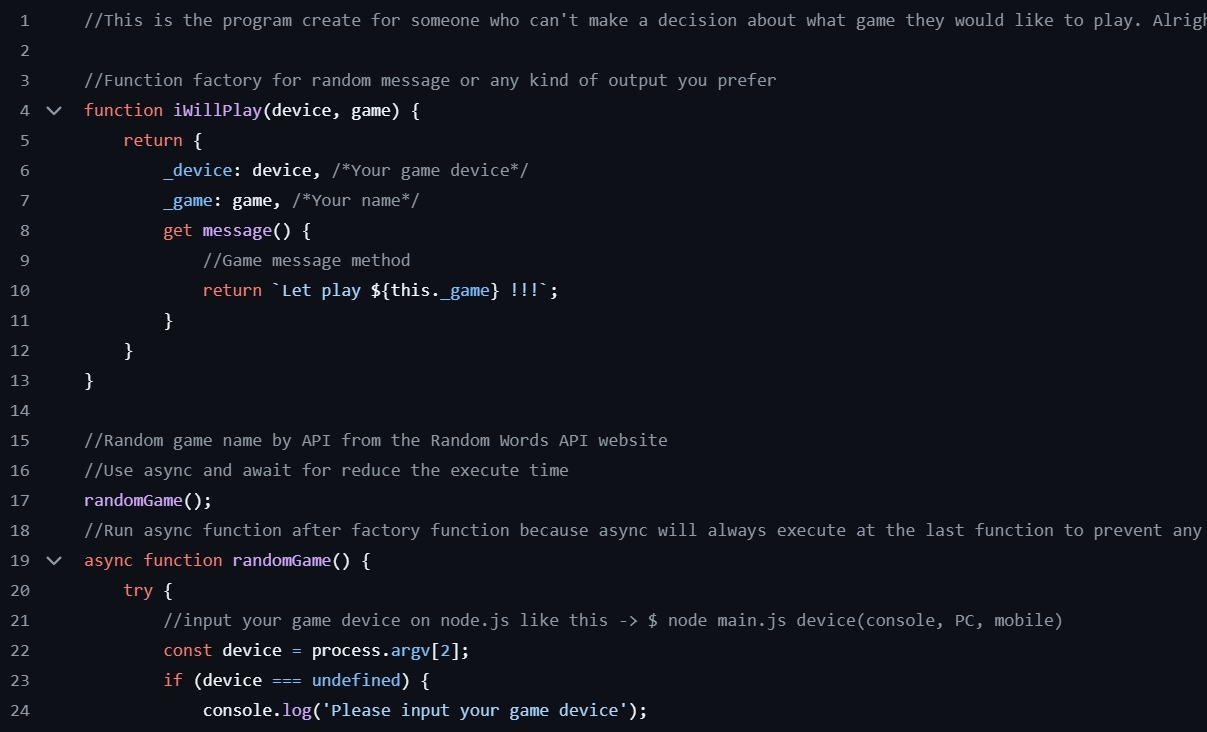 1 //This is the program create for someone who can't make a decision about what game they would like to play.
2
3 //Function factory for random message or any kind of output you prefer
4 function iWillPlay(device, game) {
5 return {
6 _device: device, /*Your game device*/
7 _game: game, /*Your name*/
8 get message() {
9 //Game message method
10 return `Let play ${this._game} !!!`;
11 }
12 }
13 }
14
15 //Random game name by API from the Random Words API website
16 //Use async and await for reduce the execute time
17 randomGame();
18 //Run async function after factory function because async will always execute at the last function to prevent any
19 async function randomGame() {
20 try {
21 //input your game device on node.js like this -> $ node main.js device(console, PC, mobile)
22 const device = process.argv[2];
23 if (device === undefined) {
24 console.log('Please input your game device');